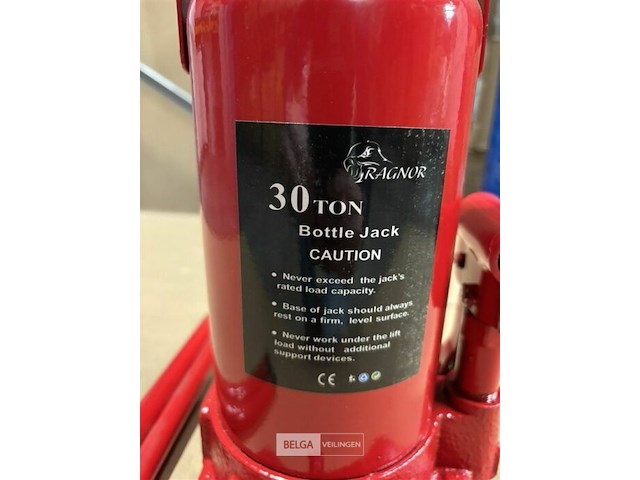 RAGNOR
30 TON
Bottle Jack
CAUTION
• Never exceed the jack's
rated load capacity.
• Base of jack should always
rest on a firm, level surface.
• Never work under the lift
load without additional
support devices.
CE
BELGA VEILINGEN